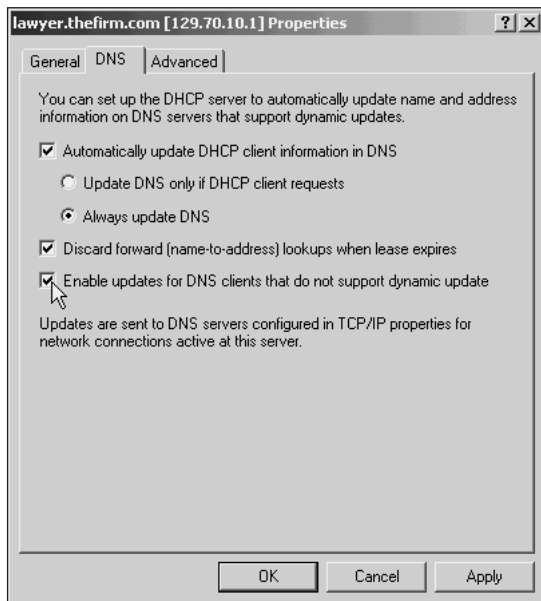 lawyer.thefirm.com [129.70.10.1] Properties
General DNS Advanced
You can set up the DHCP server to automatically update name and address
information on DNS servers that support dynamic updates.
Automatically update DHCP client information in DNS
Update DNS only if DHCP client requests
Always update DNS
Discard forward (name-to-address) lookups when lease expires
Enable updates for DNS clients that do not support dynamic update
Updates are sent to DNS servers configured in TCP/IP properties for
network connections active at this server.
OK Cancel Apply